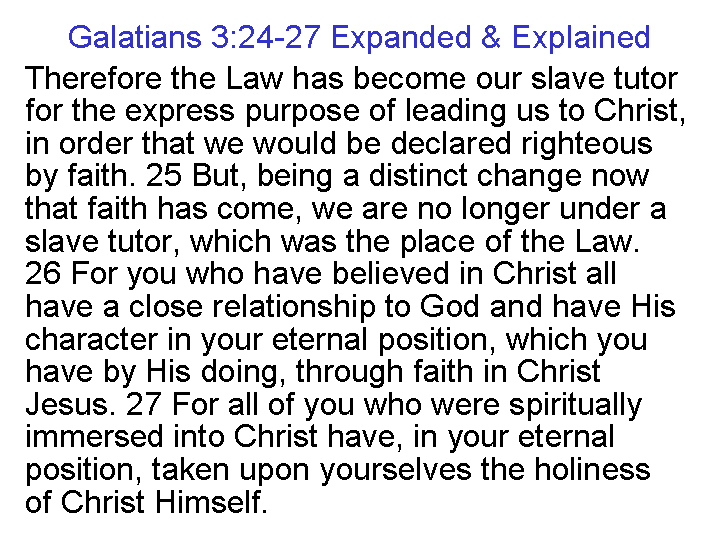 Galatians 3:24-27 Expanded & Explained
Therefore the Law has become our slave tutor
for the express purpose of leading us to Christ,
in order that we would be declared righteous
by faith. 25 But, being a distinct change now
that faith has come, we are no longer under a
slave tutor, which was the place of the Law.
26 For you who have believed in Christ all
have a close relationship to God and have His
character in your eternal position, which you
have by His doing, through faith in Christ
Jesus. 27 For all of you who were spiritually
immersed into Christ have, in your eternal
position, taken upon yourselves the holiness
of Christ Himself.